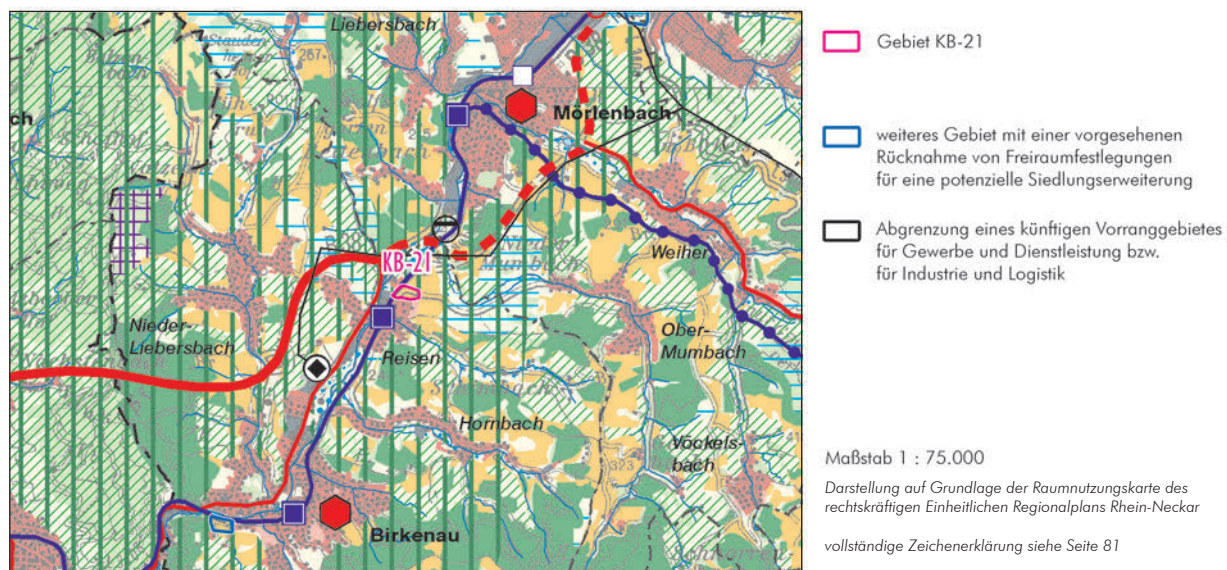 Liebersbach
Mörlenbach
ch
KB-21
Weiher
Nieder-
Liebersbach
Reisen
Ober-
Mumbach
Hornbach
Vöckels-
bach
323
Birkenau
Gebiet KB-21
weiteres Gebiet mit einer vorgesehenen
Rücknahme von Freiraumfestlegungen
für eine potenzielle Siedlungserweiterung
Abgrenzung eines künftigen Vorranggebietes
für Gewerbe und Dienstleistung bzw.
für Industrie und Logistik
Maßstab 1 : 75.000
Darstellung auf Grundlage der Raumnutzungskarte des
rechtskräftigen Einheitlichen Regionalplans Rhein-Neckar
vollständige Zeichenerklärung siehe Seite 81